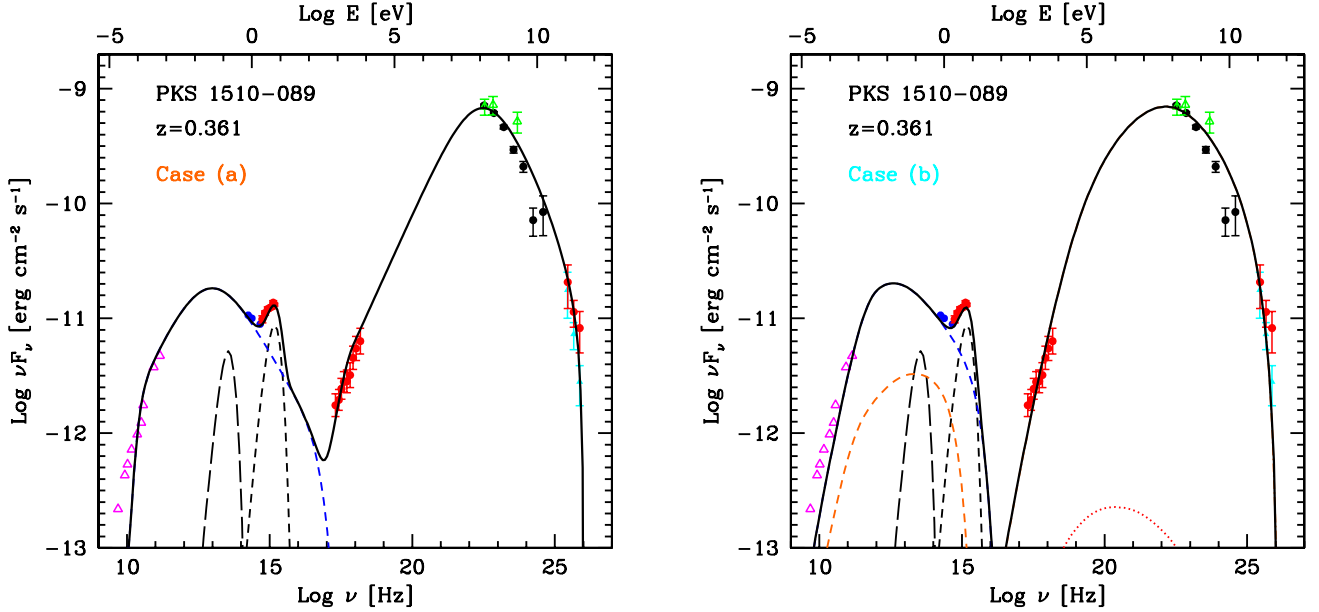 Log E [eV]
−5 0 5 10
−9
−10
−11
−12
−13
Log νFν [erg cm−2 s−1]
PKS 1510−089
z=0.361
Case (a)
10 15 20 25
Log ν [Hz]
Log E [eV]
−5 0 5 10
−9
−10
−11
−12
−13
Log νFν [erg cm−2 s−1]
PKS 1510−089
z=0.361
Case (b)
10 15 20 25
Log ν [Hz]